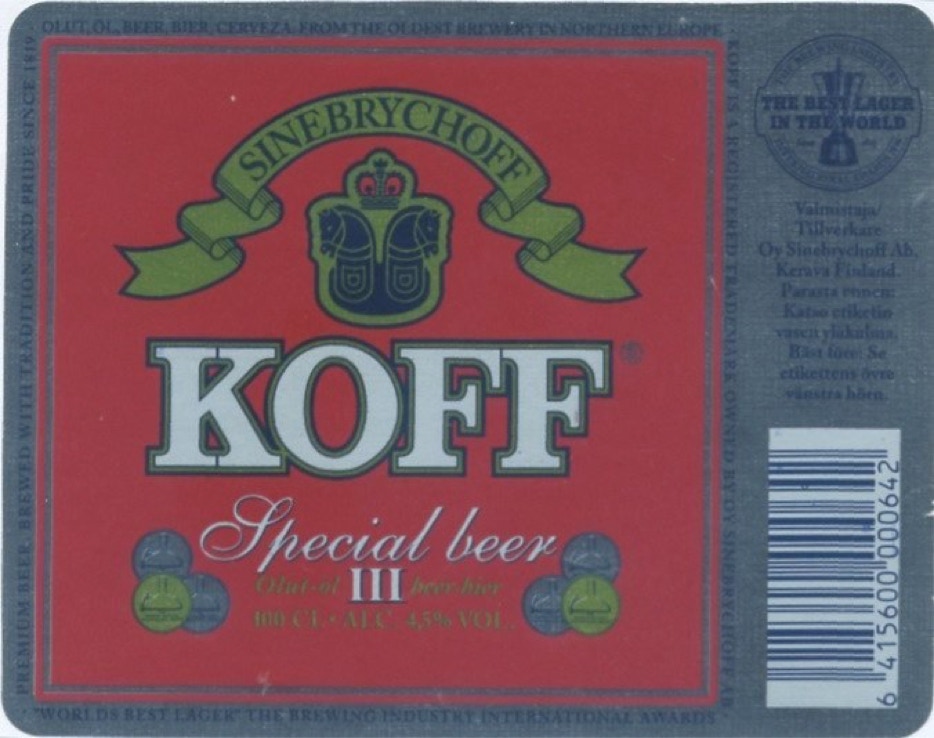 OLUT, ÖL, BEER, BIER, CERVEZA. FROM THE OLDEST BREWERY IN NORTHERN EUROPE
PREMIUM BEER. BREWED WITH TRADITION AND PRIDE SINCE 1819
SINEBRYCHOFF
KOFF®
Special beer
Olut-öl III beer-bier
100 CL • ALC. 4,5% VOL.
"WORLDS BEST LAGER" THE BREWING INDUSTRY INTERNATIONAL AWARDS
KOFF IS A REGISTERED TRADEMARK OWNED BY OY SINEBRYCHOFF AB
THE BEST LAGER
IN THE WORLD
Valmistaja/
Tillverkare
Oy Sinebrychoff Ab,
Kerava Finland.
Parasta ennen:
Katso etiketin
vasen yläkulma.
Bäst före: Se
etikettens övre
vänstra hörn.
6 415600 000642